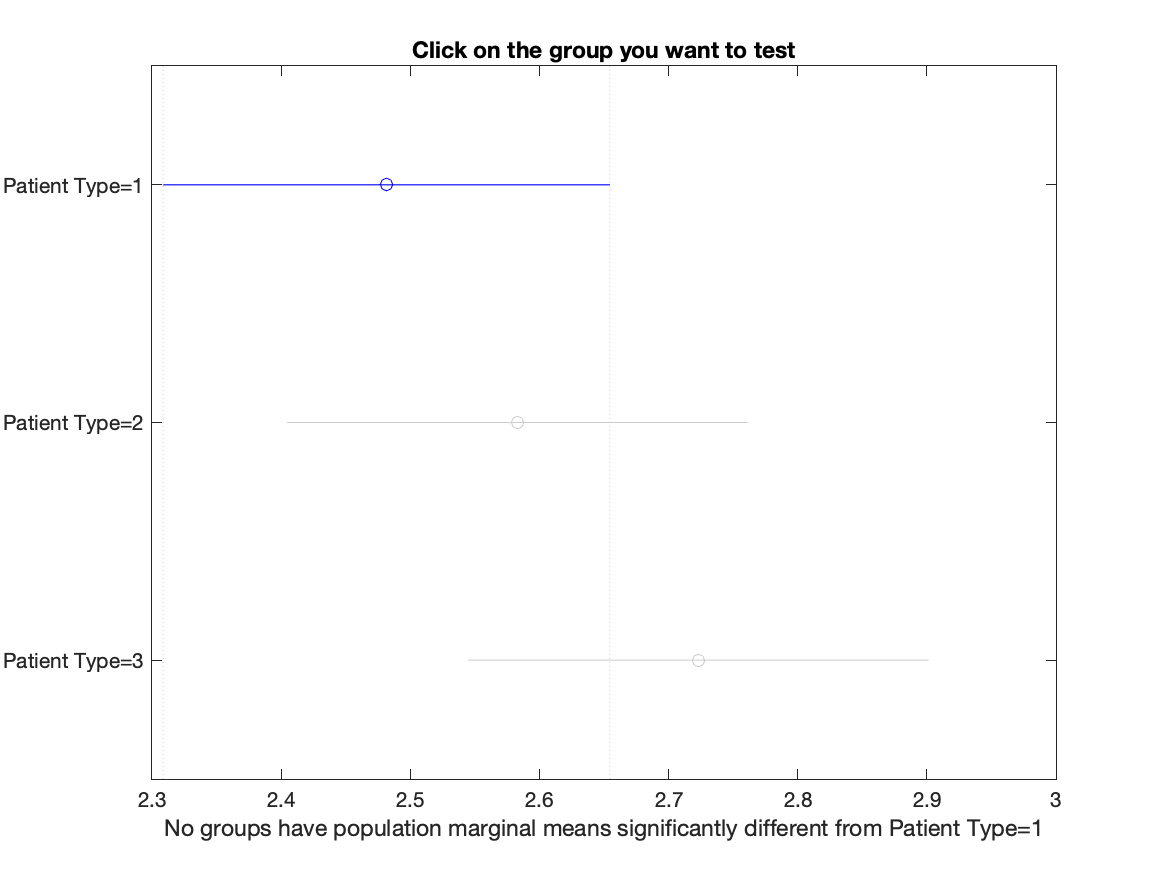 Click on the group you want to test
Patient Type=1
Patient Type=2
Patient Type=3
2.3 2.4 2.5 2.6 2.7 2.8 2.9 3
No groups have population marginal means significantly different from Patient Type=1